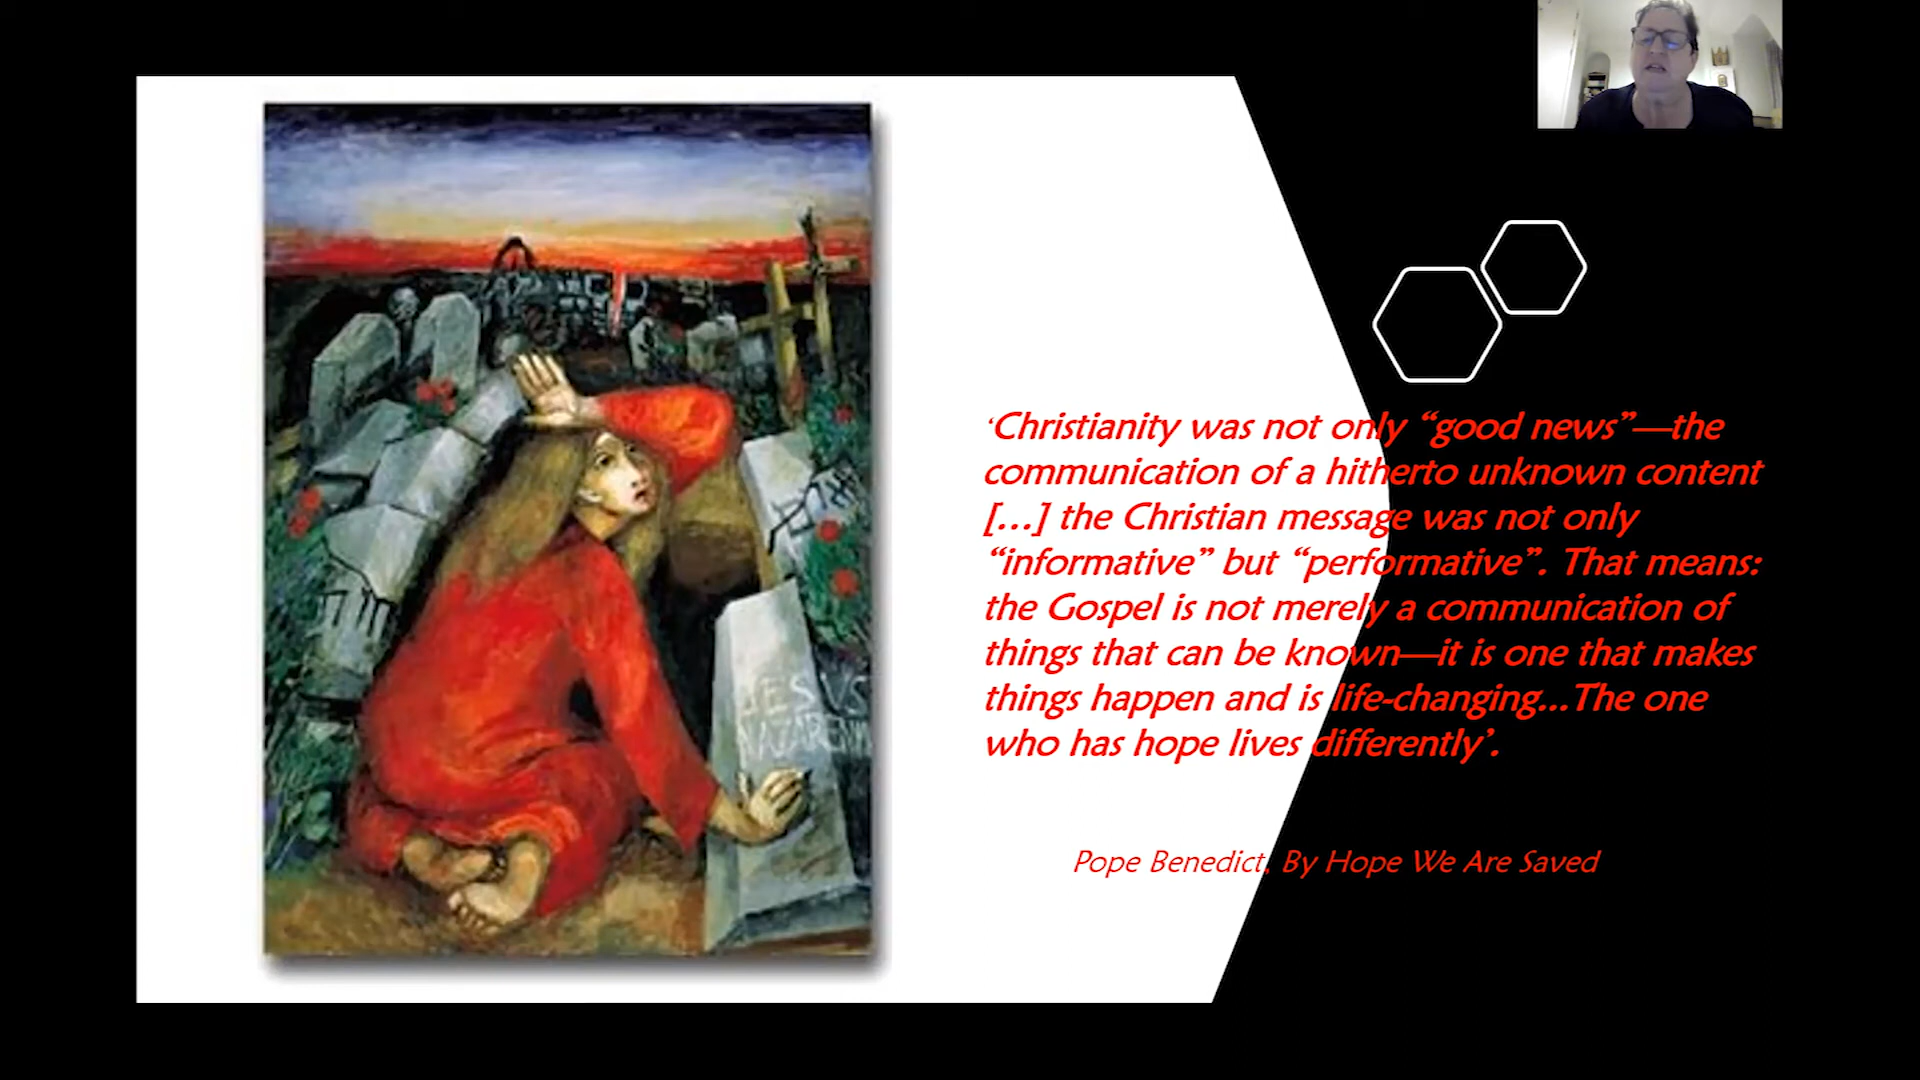 JESUS
‘Christianity was not only “good news”—the
communication of a hitherto unknown content
[…] the Christian message was not only
“informative” but “performative”. That means:
the Gospel is not merely a communication of
things that can be known—it is one that makes
things happen and is life-changing…The one
who has hope lives differently’.
Pope Benedict, By Hope We Are Saved